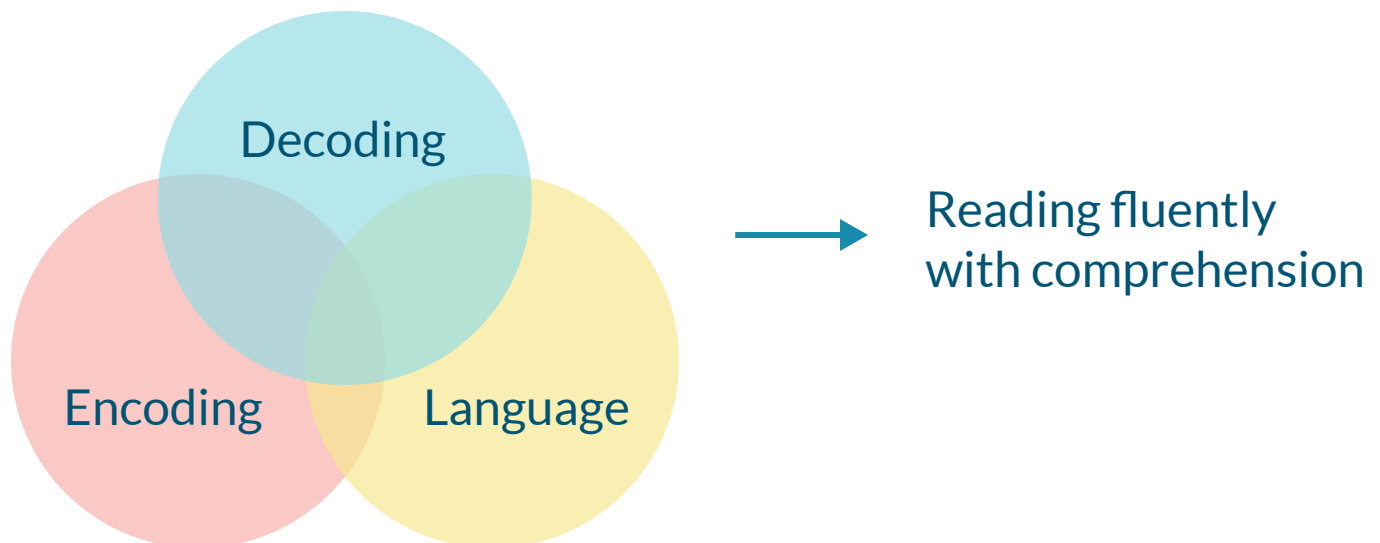 Decoding
Encoding
Language
Reading fluently
with comprehension